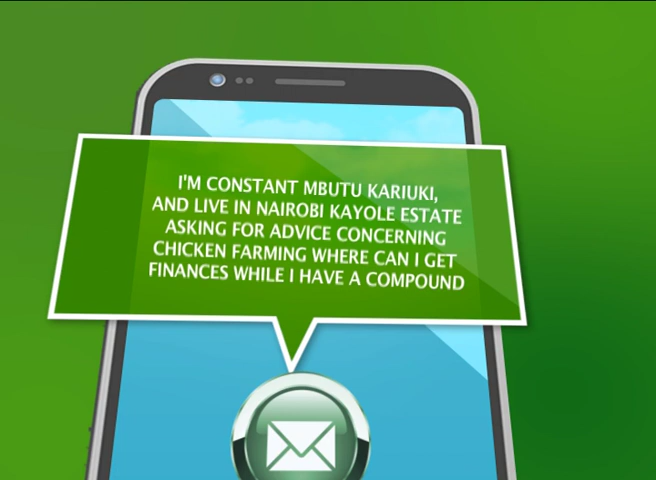 I'M CONSTANT MBUTU KARIUKI,
AND LIVE IN NAIROBI KAYOLE ESTATE
ASKING FOR ADVICE CONCERNING
CHICKEN FARMING WHERE CAN I GET
FINANCES WHILE I HAVE A COMPOUND